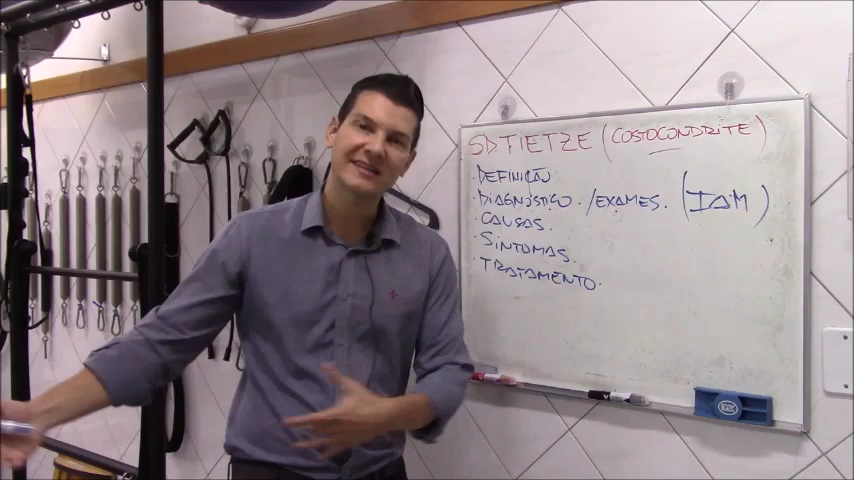 SD TIETZE (COSTOCONDRITE)
· DEFINIÇÃO
· DIAGNÓSTICO. /EXAMES. (IAM)
· CAUSAS.
· SINTOMAS.
· TRATAMENTO.